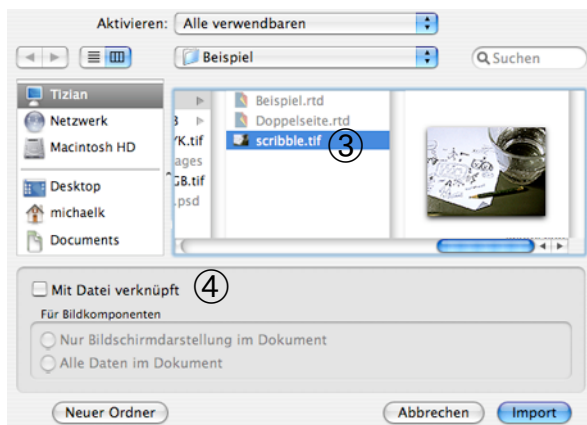 Aktivieren: Alle verwendbaren
Beispiel
Suchen
Tizian
Netzwerk
Macintosh HD
Desktop
michaelk
Documents
YK.tif
ages
GB.tif
.psd
Beispiel.rtd
Doppelseite.rtd
scribble.tif ③
Mit Datei verknüpft ④
Für Bildkomponenten
Nur Bildschirmdarstellung im Dokument
Alle Daten im Dokument
Neuer Ordner Abbrechen Import